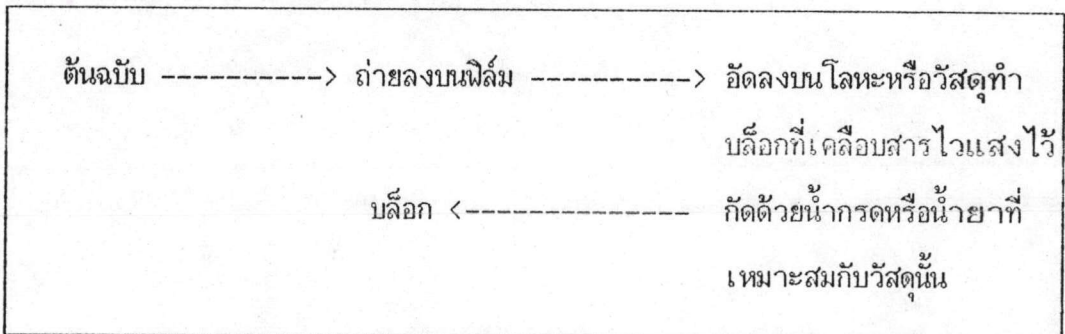 ต้นฉบับ -----------> ถ่ายลงบนฟิล์ม -----------> อัดลงบนโลหะหรือวัสดุทำ
บล็อกที่เคลือบสารไวแสงไว้
บล็อก <---------------- กัดด้วยน้ำกรดหรือน้ำยาที่
เหมาะสมกับวัสดุนั้น